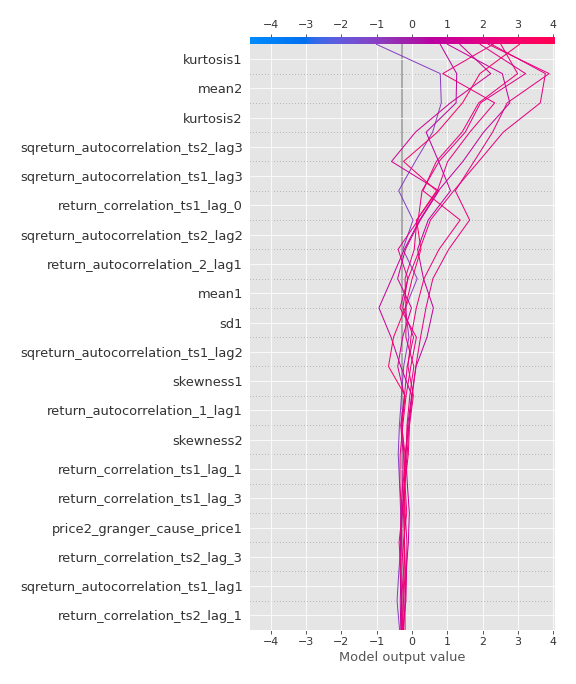 −4 −3 −2 −1 0 1 2 3 4
kurtosis1
mean2
kurtosis2
sqreturn_autocorrelation_ts2_lag3
sqreturn_autocorrelation_ts1_lag3
return_correlation_ts1_lag_0
sqreturn_autocorrelation_ts2_lag2
return_autocorrelation_2_lag1
mean1
sd1
sqreturn_autocorrelation_ts1_lag2
skewness1
return_autocorrelation_1_lag1
skewness2
return_correlation_ts1_lag_1
return_correlation_ts1_lag_3
price2_granger_cause_price1
return_correlation_ts2_lag_3
sqreturn_autocorrelation_ts1_lag1
return_correlation_ts2_lag_1
−4 −3 −2 −1 0 1 2 3 4
Model output value